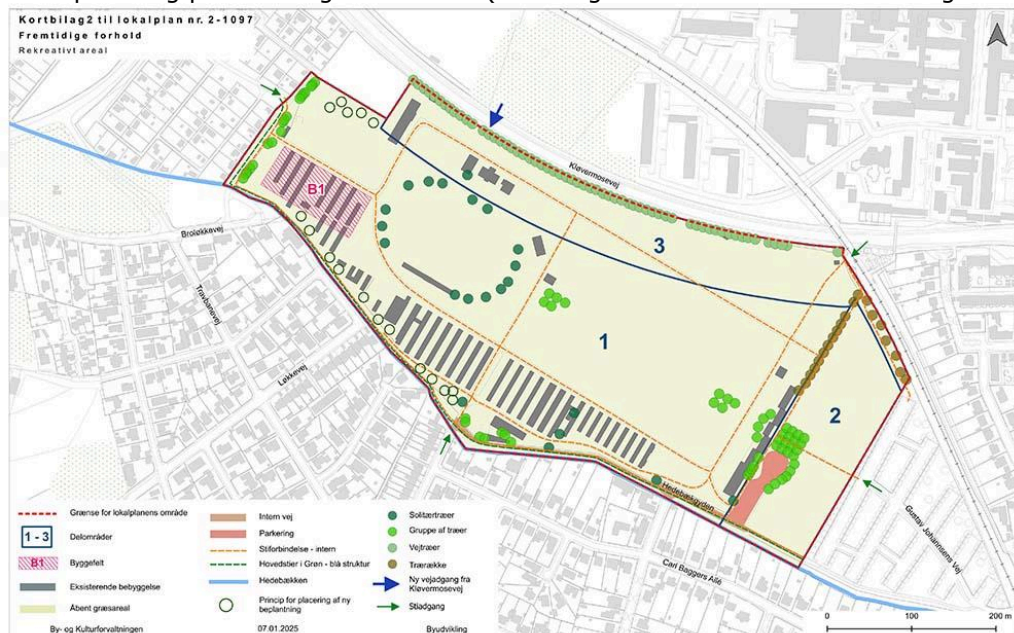 Kortbilag2 til lokalplan nr. 2-1097
Fremtidige forhold
Rekreativt areal
Kløvermosevej
B1
Broløkkevej
Travbanevej
Løkkevej
3
1
2
Hedebækgyden
Carl Baggers Allé
Gustav Johannsens Vej
Grænse for lokalplanens område
1 - 3 Delområder
B1 Byggefelt
Eksisterende bebyggelse
Åbent græsareal
Intern vej
Parkering
Stiforbindelse - intern
Hovedstier i Grøn - blå struktur
Hedebækken
Princip for placering af ny
beplantning
Solitærtræer
Gruppe af træer
Vejtræer
Trærække
Ny vejadgang fra
Kløvermosevej
Stiadgang
By- og Kulturforvaltningen 07.01.2025 Byudvikling
0 100 200 m